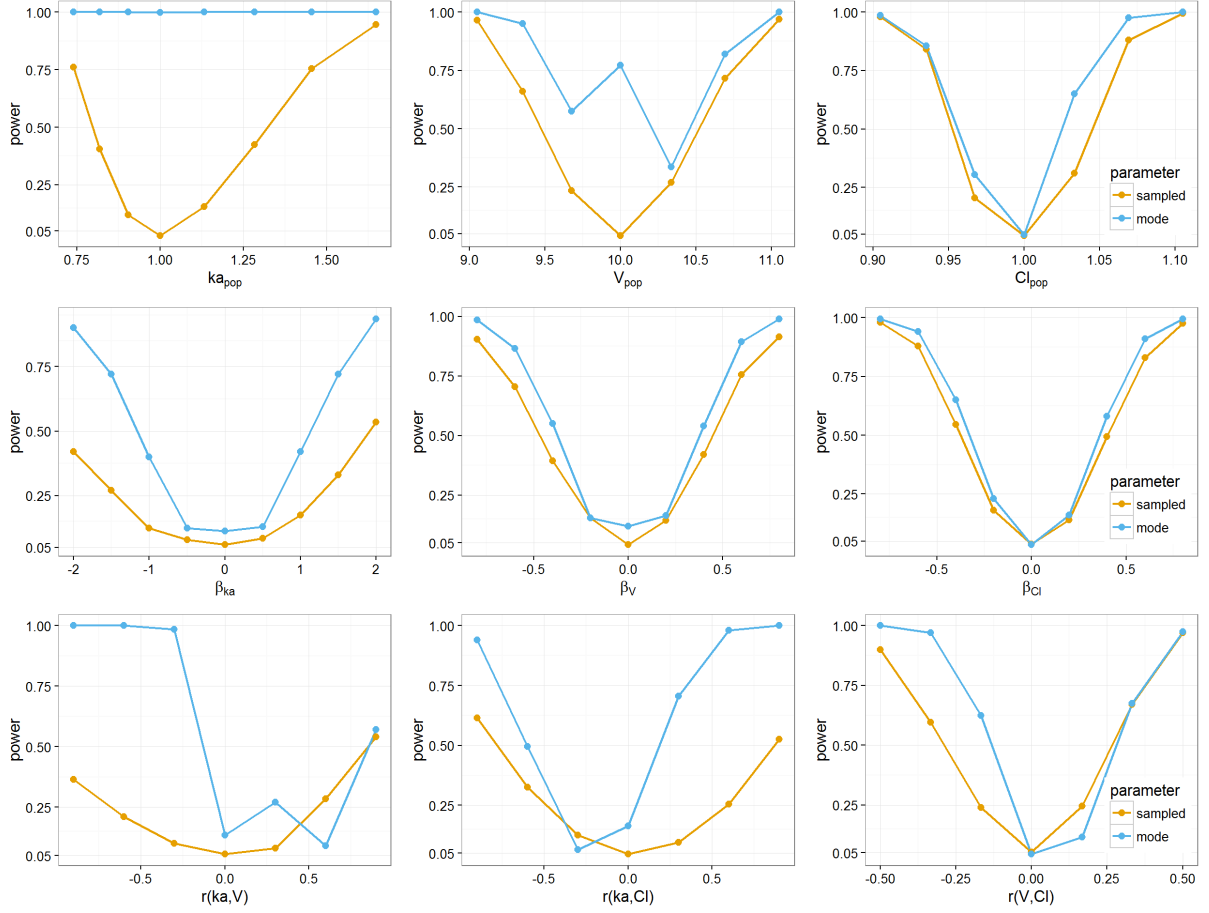 1.00
0.75
0.50
0.25
0.05
power
0.75 1.00 1.25 1.50
ka_pop
1.00
0.75
0.50
0.25
0.05
power
9.0 9.5 10.0 10.5 11.0
V_pop
1.00
0.75
0.50
0.25
0.05
power
parameter
sampled
mode
0.90 0.95 1.00 1.05 1.10
Cl_pop
1.00
0.75
0.50
0.25
0.05
power
-2 -1 0 1 2
β_ka
1.00
0.75
0.50
0.25
0.05
power
-0.5 0.0 0.5
β_V
1.00
0.75
0.50
0.25
0.05
power
parameter
sampled
mode
-0.5 0.0 0.5
β_Cl
1.00
0.75
0.50
0.25
0.05
power
-0.5 0.0 0.5
r(ka,V)
1.00
0.75
0.50
0.25
0.05
power
-0.5 0.0 0.5
r(ka,Cl)
1.00
0.75
0.50
0.25
0.05
power
parameter
sampled
mode
-0.50 -0.25 0.00 0.25 0.50
r(V,Cl)